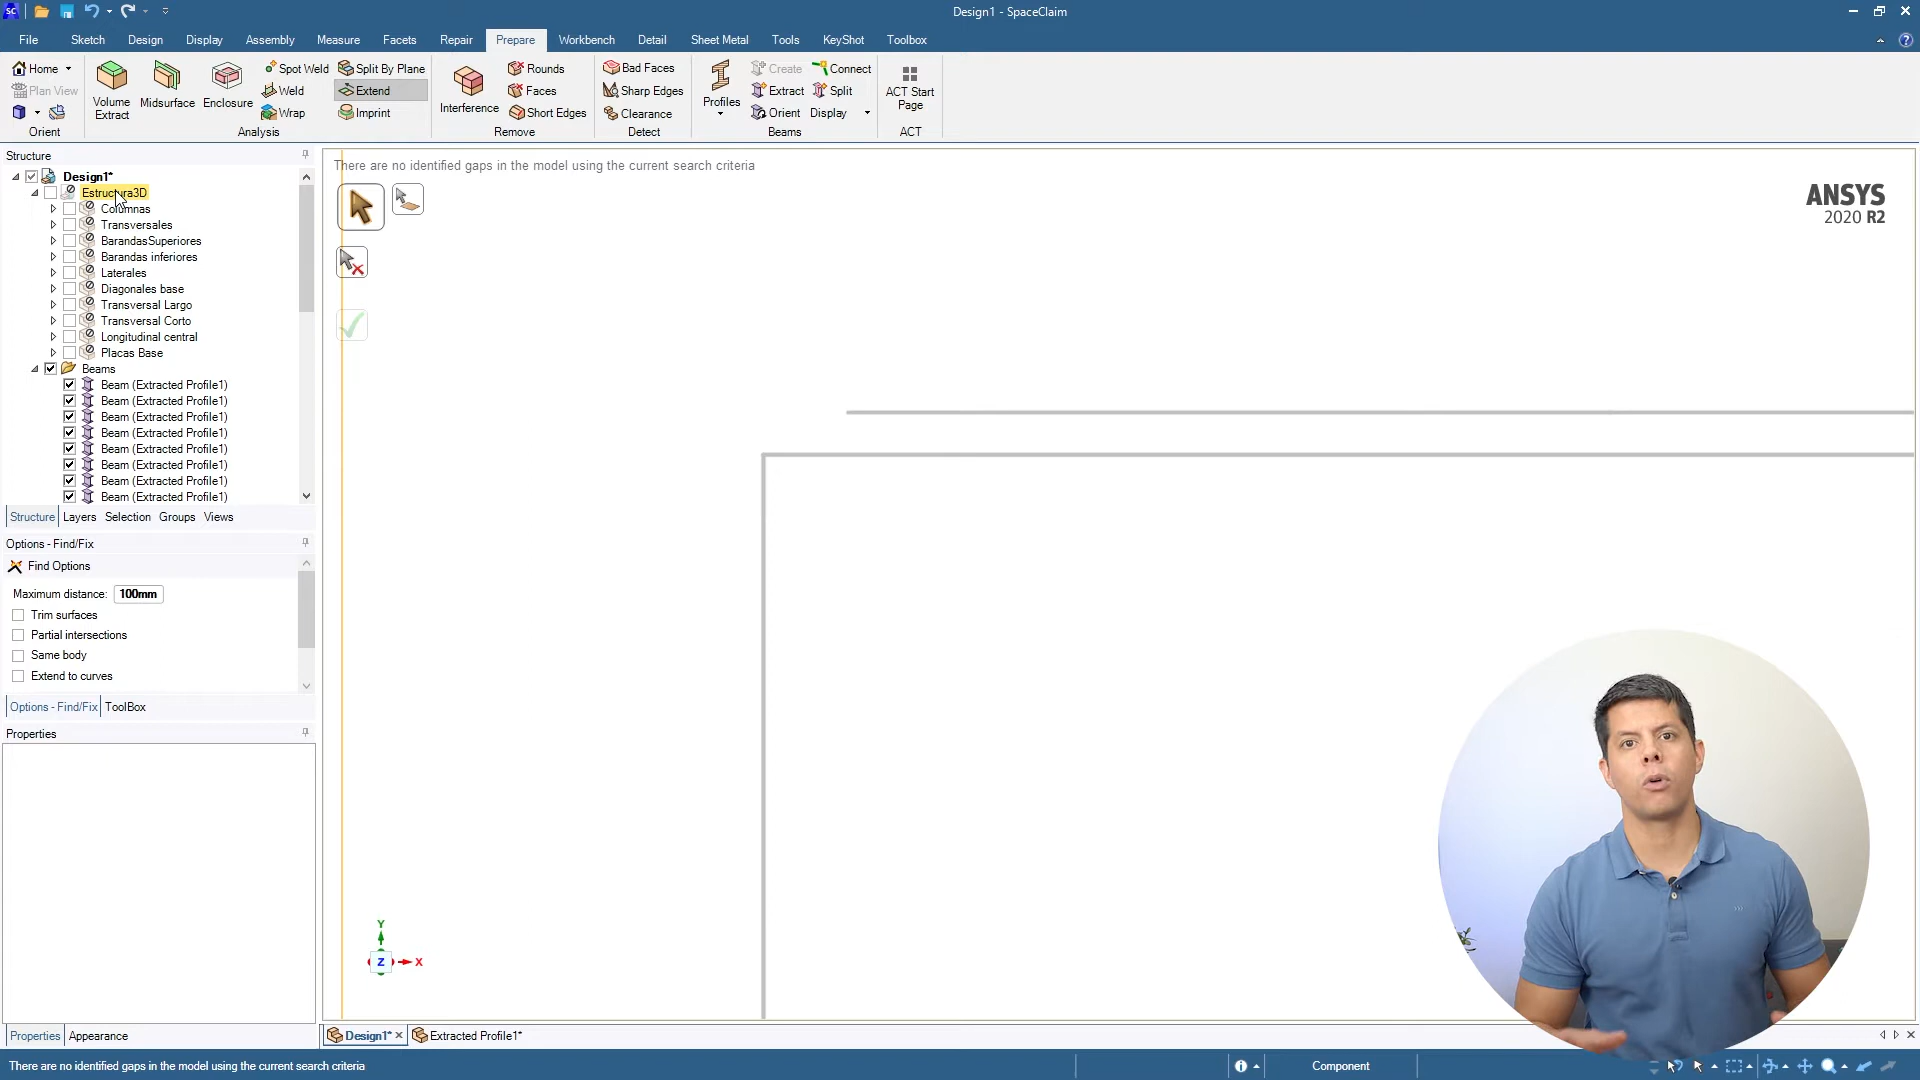 Design1 - SpaceClaim
File Sketch Design Display Assembly Measure Facets Repair Prepare Workbench Detail Sheet Metal Tools KeyShot Toolbox
Home
Plan View
Orient
Volume Extract
Midsurface
Enclosure
Spot Weld
Weld
Wrap
Split By Plane
Extend
Imprint
Analysis
Interference
Rounds
Faces
Short Edges
Remove
Bad Faces
Sharp Edges
Clearance
Detect
Profiles
Create
Extract
Orient
Connect
Split
Display
Beams
ACT Start Page
ACT
Structure
Design1*
Estructura3D
Columnas
Transversales
BarandasSuperiores
Barandas inferiores
Laterales
Diagonales base
Transversal Largo
Transversal Corto
Longitudinal central
Placas Base
Beams
Beam (Extracted Profile1)
Beam (Extracted Profile1)
Beam (Extracted Profile1)
Beam (Extracted Profile1)
Beam (Extracted Profile1)
Beam (Extracted Profile1)
Beam (Extracted Profile1)
Beam (Extracted Profile1)
Structure Layers Selection Groups Views
Options - Find/Fix
Find Options
Maximum distance: 100mm
Trim surfaces
Partial intersections
Same body
Extend to curves
Options - Find/Fix ToolBox
Properties
Properties Appearance
There are no identified gaps in the model using the current search criteria
ANSYS
2020 R2
Y
Z X
Design1* Extracted Profile1*
There are no identified gaps in the model using the current search criteria
Component